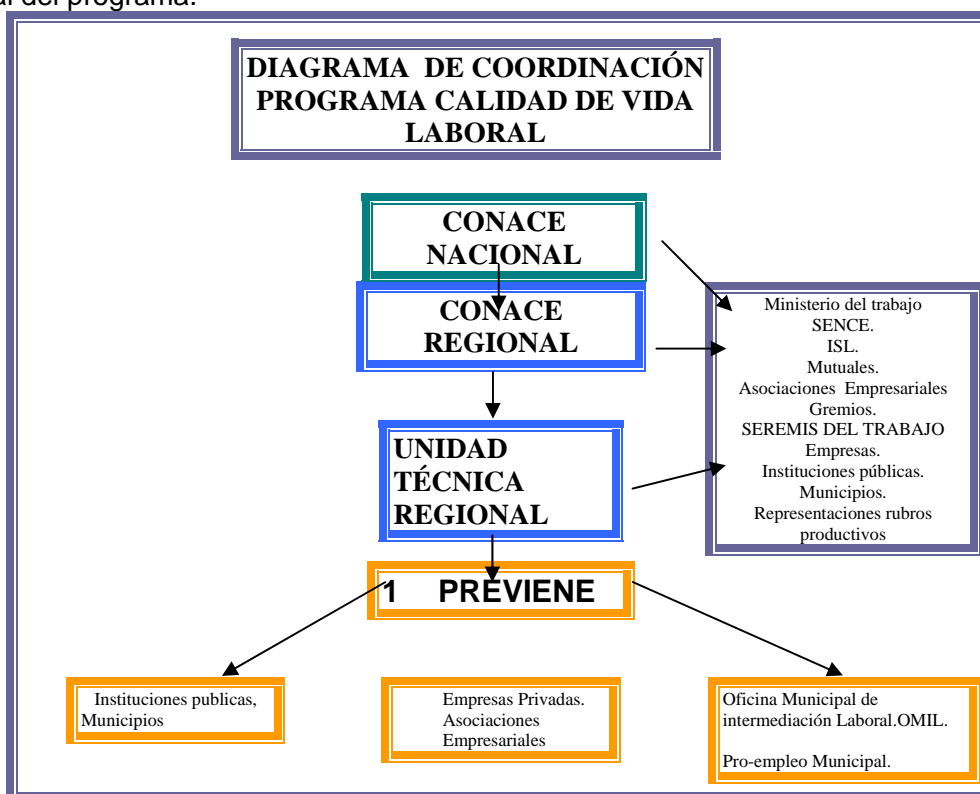 al del programa.
DIAGRAMA DE COORDINACIÓN
PROGRAMA CALIDAD DE VIDA
LABORAL
CONACE
NACIONAL
CONACE
REGIONAL
Ministerio del trabajo
SENCE.
ISL.
Mutuales.
Asociaciones Empresariales
Gremios.
SEREMIS DEL TRABAJO
Empresas.
Instituciones públicas.
Municipios.
Representaciones rubros
productivos
UNIDAD
TÉCNICA
REGIONAL
1 PREVIENE
Instituciones publicas,
Municipios
Empresas Privadas.
Asociaciones
Empresariales
Oficina Municipal de
intermediación Laboral.OMIL.
Pro-empleo Municipal.